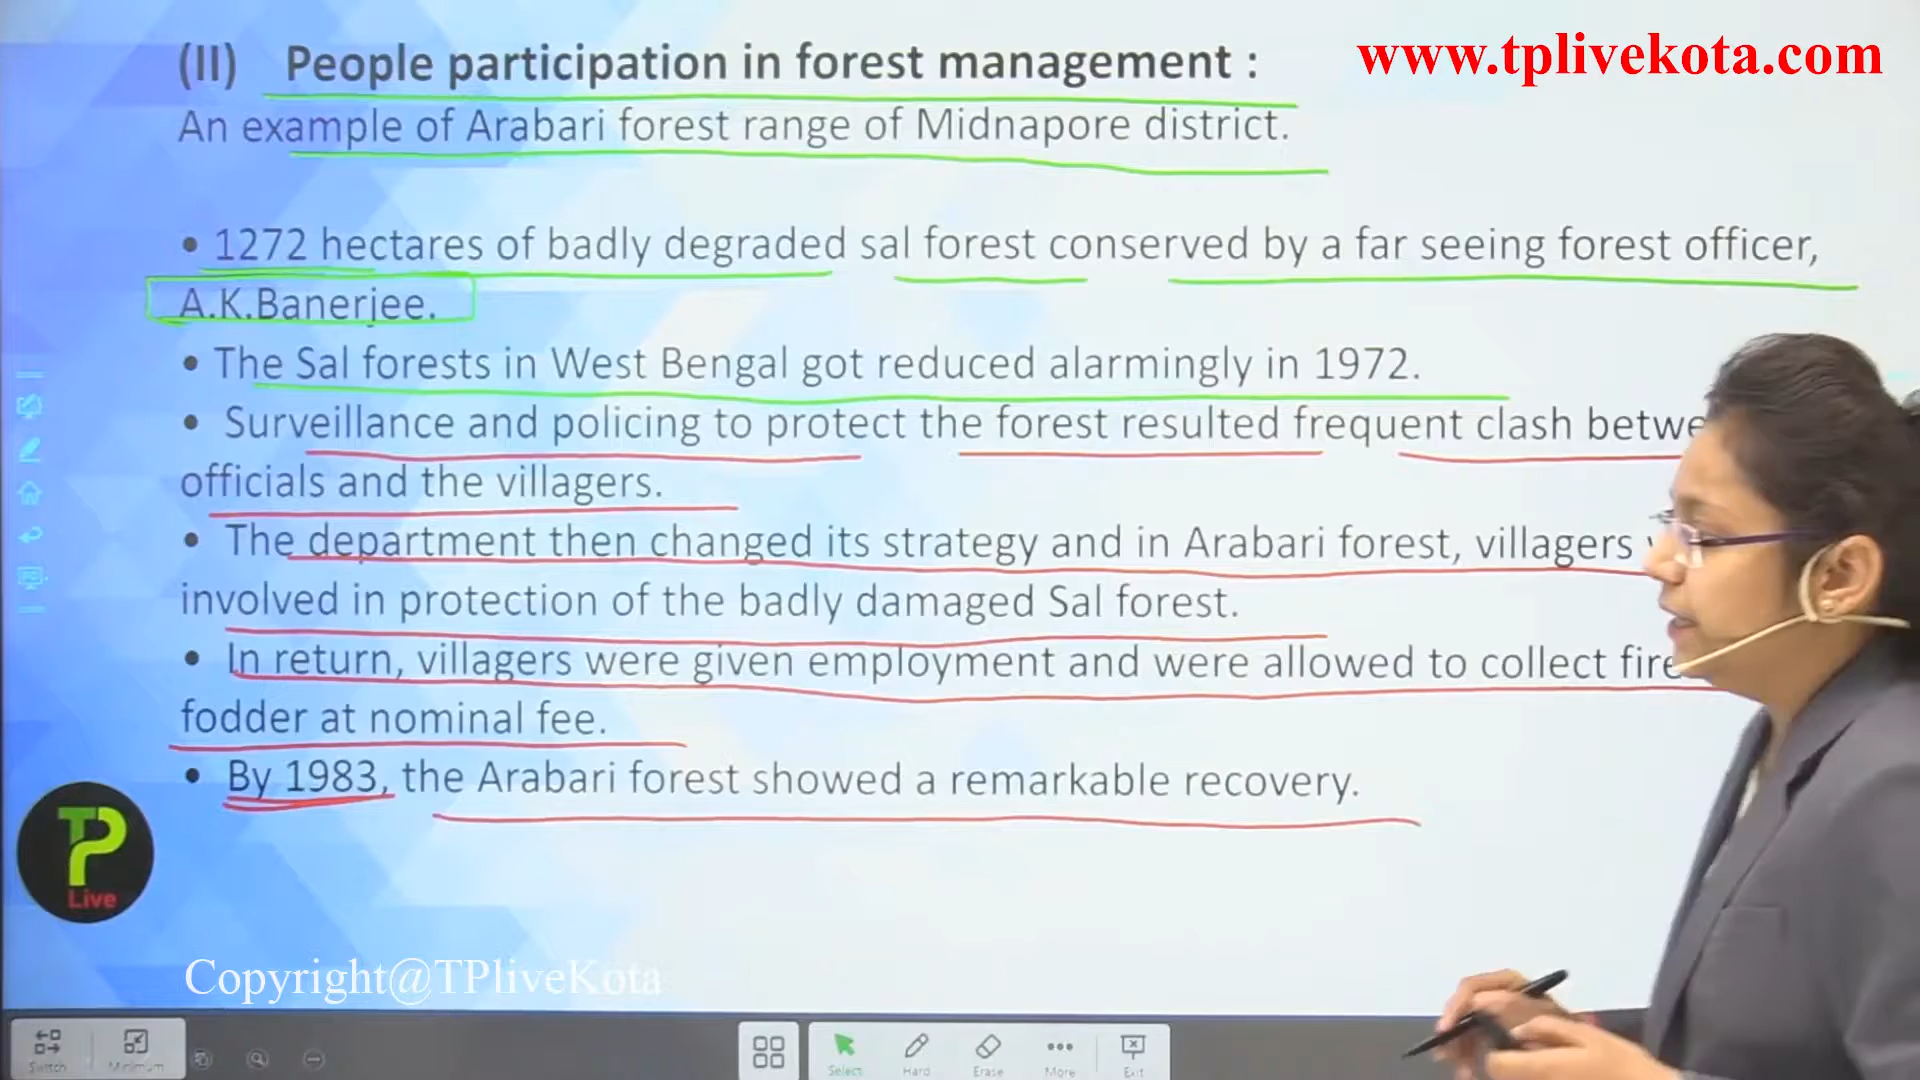 (II) People participation in forest management :
www.tplivekota.com
An example of Arabari forest range of Midnapore district.
• 1272 hectares of badly degraded sal forest conserved by a far seeing forest officer,
A.K.Banerjee.
• The Sal forests in West Bengal got reduced alarmingly in 1972.
• Surveillance and policing to protect the forest resulted frequent clash betwe
officials and the villagers.
• The department then changed its strategy and in Arabari forest, villagers
involved in protection of the badly damaged Sal forest.
• In return, villagers were given employment and were allowed to collect fire
fodder at nominal fee.
• By 1983, the Arabari forest showed a remarkable recovery.
TP
Live
Copyright@TPliveKota
Switch Minimum Select Hard Erase More Exit